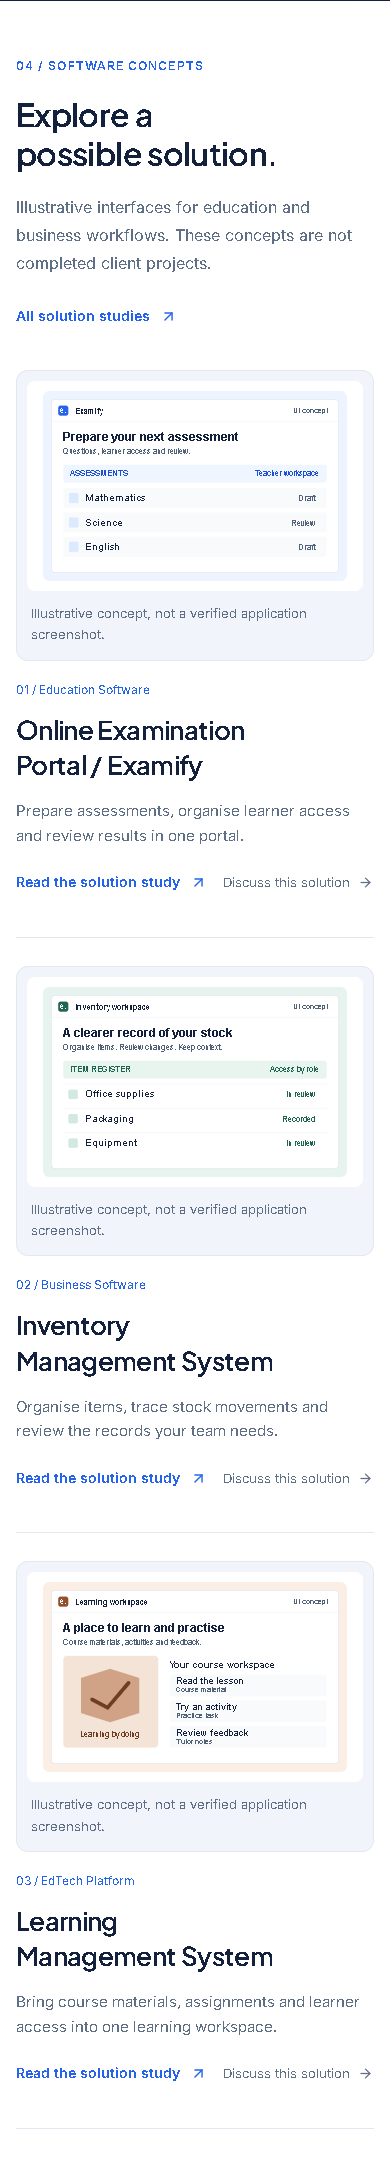 04 / SOFTWARE CONCEPTS
Explore a
possible solution.
Illustrative interfaces for education and
business workflows. These concepts are not
completed client projects.
All solution studies
e. Examify UI concept
Prepare your next assessment
Questions, learner access and review.
ASSESSMENTS Teacher workspace
Mathematics Draft
Science Review
English Draft
Illustrative concept, not a verified application
screenshot.
01 / Education Software
Online Examination
Portal / Examify
Prepare assessments, organise learner access
and review results in one portal.
Read the solution study Discuss this solution
e. Inventory workspace UI concept
A clearer record of your stock
Organise items. Review changes. Keep context.
ITEM REGISTER Access by role
Office supplies In review
Packaging Recorded
Equipment In review
Illustrative concept, not a verified application
screenshot.
02 / Business Software
Inventory
Management System
Organise items, trace stock movements and
review the records your team needs.
Read the solution study Discuss this solution
e. Learning workspace UI concept
A place to learn and practise
Course materials, activities and feedback.
Your course workspace
Read the lesson
Course material
Try an activity
Practice task
Review feedback
Tutor notes
Learning by doing
Illustrative concept, not a verified application
screenshot.
03 / EdTech Platform
Learning
Management System
Bring course materials, assignments and learner
access into one learning workspace.
Read the solution study Discuss this solution